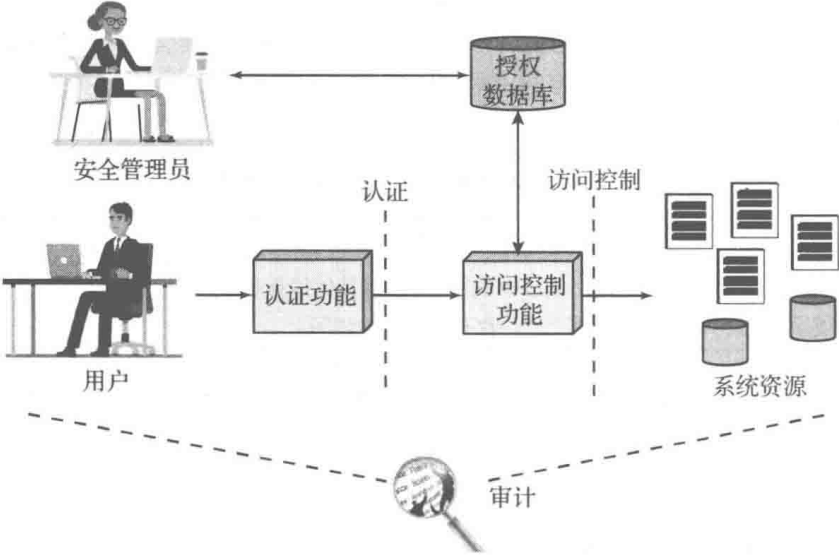 授权
数据库
安全管理员
认证
访问控制
认证功能
访问控制
功能
用户
系统资源
审计